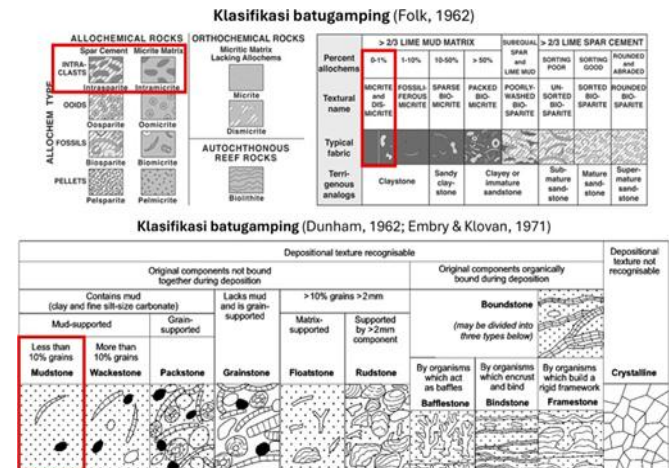 Klasifikasi batugamping (Folk, 1962)
ALLOCHEMICAL ROCKS
Spar Cement
Micrite Matrix
ALLOCHEM TYPE
INTRA-
CLASTS
Intrasparite
Intramicrite
OOIDS
Oosparite
Oomicrite
FOSSILS
Biosparite
Biomicrite
PELLETS
Pelsparite
Pelmicrite
ORTHOCHEMICAL ROCKS
Micritic Matrix
Lacking Allochems
Micrite
Dismicrite
AUTOCHTHONOUS
REEF ROCKS
Biolithite
> 2/3 LIME MUD MATRIX
SUBEQUAL
SPAR
and
LIME MUD
> 2/3 LIME SPAR CEMENT
Percent
allochems
0-1%
1-10%
10-50%
> 50%
SORTING
POOR
SORTING
GOOD
ROUNDED
and
ABRADED
Textural
name
MICRITE
and
DIS-
MICRITE
FOSSILI-
FEROUS
MICRITE
SPARSE
BIO-
MICRITE
PACKED
BIO-
MICRITE
POORLY-
WASHED
BIO-
SPARITE
UN-
SORTED
BIO-
SPARITE
SORTED
BIO-
SPARITE
ROUNDED
BIO-
SPARITE
Typical
fabric
Terri-
genous
analogs
Claystone
Sandy
clay-
stone
Clayey or
immature
sandstone
Sub-
mature
sand-
stone
Mature
sand-
stone
Super-
mature
sand-
stone
Klasifikasi batugamping (Dunham, 1962; Embry & Klovan, 1971)
Depositional texture recognisable
Depositional
texture not
recognisable
Original components not bound
together during deposition
Original components organically
bound during deposition
Contains mud
(clay and fine silt-size carbonate)
Lacks mud
and is grain-
supported
>10% grains >2mm
Boundstone
(may be divided into
three types below)
Mud-supported
Grain-
supported
Matrix-
supported
Supported
by >2mm
component
Less than
10% grains
More than
10% grains
Mudstone
Wackestone
Packstone
Grainstone
Floatstone
Rudstone
By organisms
which act
as baffles
Bafflestone
By organisms
which encrust
and bind
Bindstone
By organisms
which build a
rigid framework
Framestone
Crystalline